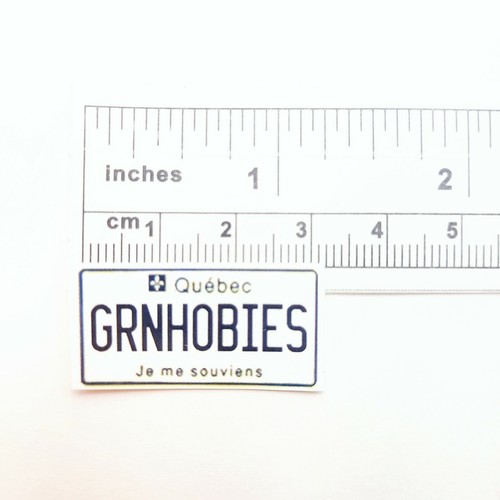 inches 1 2
cm 1 2 3 4 5
Québec
GRNHOBIES
Je me souviens